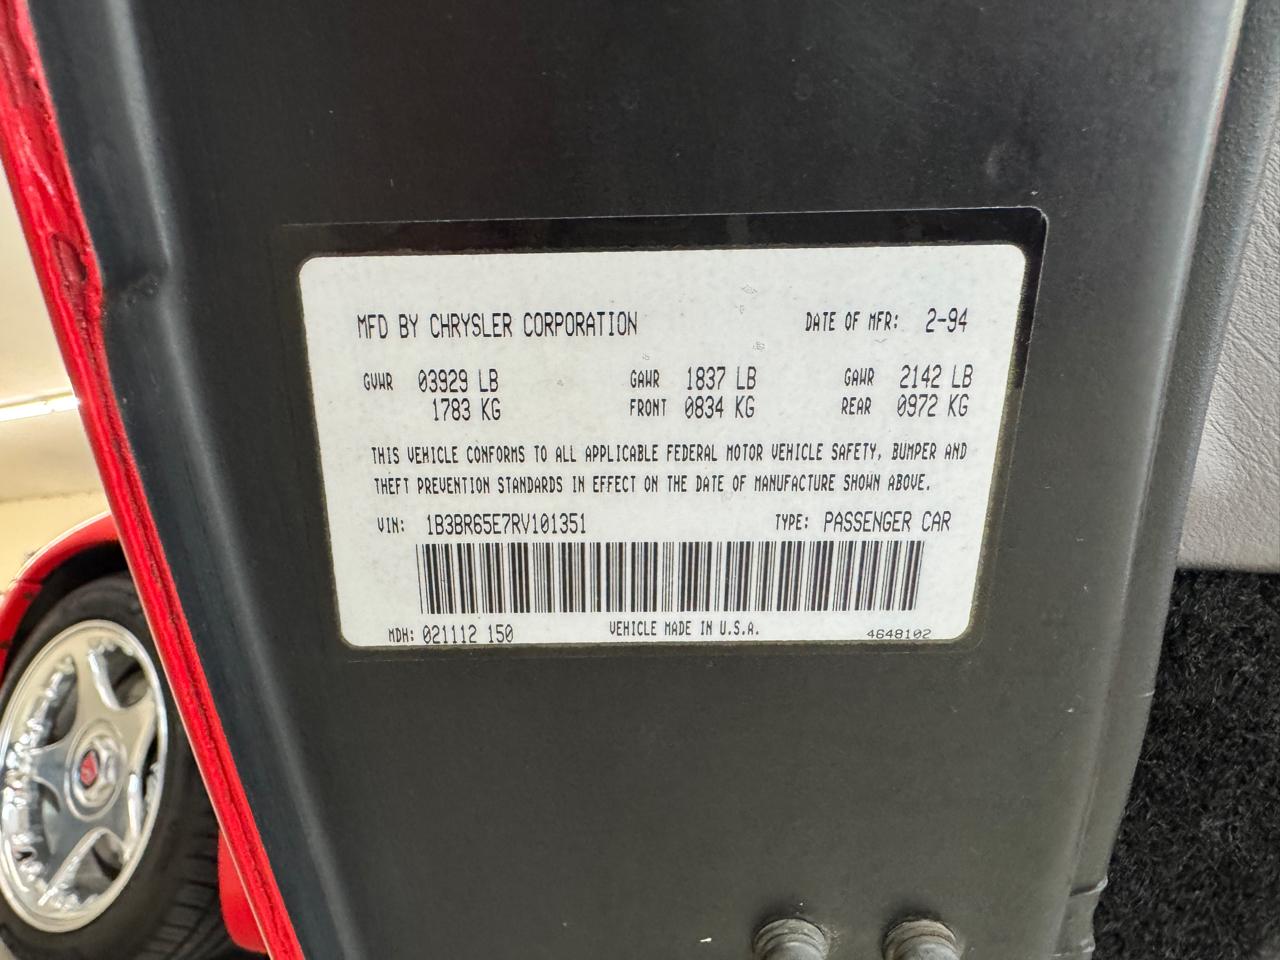 MFD BY CHRYSLER CORPORATION DATE OF MFR: 2-94
GVWR 03929 LB GAWR 1837 LB GAWR 2142 LB
1783 KG FRONT 0834 KG REAR 0972 KG
THIS VEHICLE CONFORMS TO ALL APPLICABLE FEDERAL MOTOR VEHICLE SAFETY, BUMPER AND
THEFT PREVENTION STANDARDS IN EFFECT ON THE DATE OF MANUFACTURE SHOWN ABOVE.
VIN: 1B3BR65E7RV101351 TYPE: PASSENGER CAR
MDH: 021112 150 VEHICLE MADE IN U.S.A. 4648102